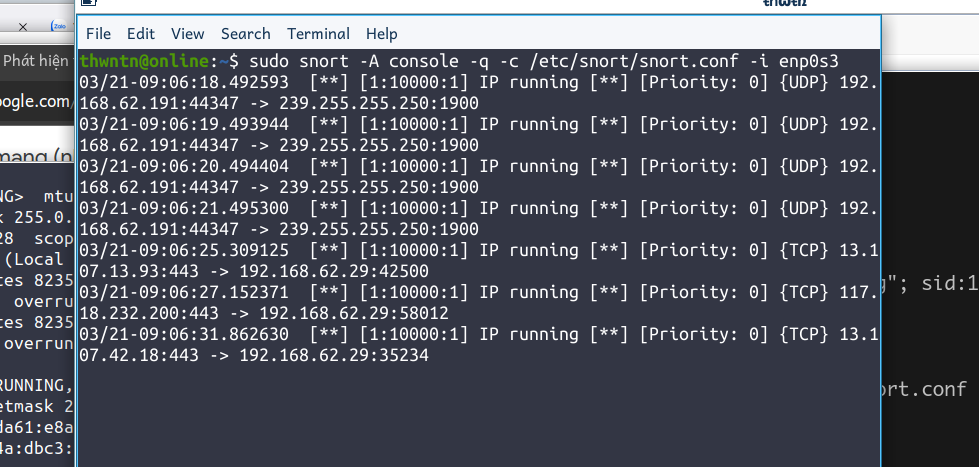 thwntn
Zalo
File Edit View Search Terminal Help
Phát hiện
oogle.com/
mạng (n
thwntn@online:~$ sudo snort -A console -q -c /etc/snort/snort.conf -i enp0s3
03/21-09:06:18.492593  [**] [1:10000:1] IP running [**] [Priority: 0] {UDP} 192.
168.62.191:44347 -> 239.255.255.250:1900
03/21-09:06:19.493944  [**] [1:10000:1] IP running [**] [Priority: 0] {UDP} 192.
168.62.191:44347 -> 239.255.255.250:1900
03/21-09:06:20.494404  [**] [1:10000:1] IP running [**] [Priority: 0] {UDP} 192.
168.62.191:44347 -> 239.255.255.250:1900
03/21-09:06:21.495300  [**] [1:10000:1] IP running [**] [Priority: 0] {UDP} 192.
168.62.191:44347 -> 239.255.255.250:1900
03/21-09:06:25.309125  [**] [1:10000:1] IP running [**] [Priority: 0] {TCP} 13.1
07.13.93:443 -> 192.168.62.29:42500
03/21-09:06:27.152371  [**] [1:10000:1] IP running [**] [Priority: 0] {TCP} 117.
18.232.200:443 -> 192.168.62.29:58012
03/21-09:06:31.862630  [**] [1:10000:1] IP running [**] [Priority: 0] {TCP} 13.1
07.42.18:443 -> 192.168.62.29:35234
NG>  mtu
k 255.0.
28  scop
(Local
tes 8235
overru
tes 8235
overrun
RUNNING,
etmask 2
da61:e8a
4a:dbc3:
g"; sid:1
ort.conf